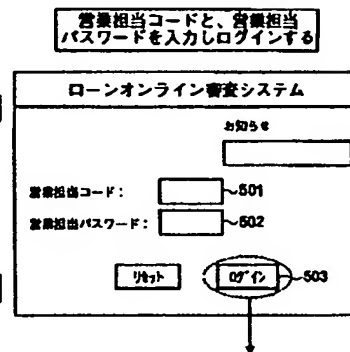 営業担当コードと、営業担当
パスワードを入力しログインする
ローンオンライン審査システム
お知らせ
営業担当コード: 501
営業担当パスワード: 502
リセット ログイン 503